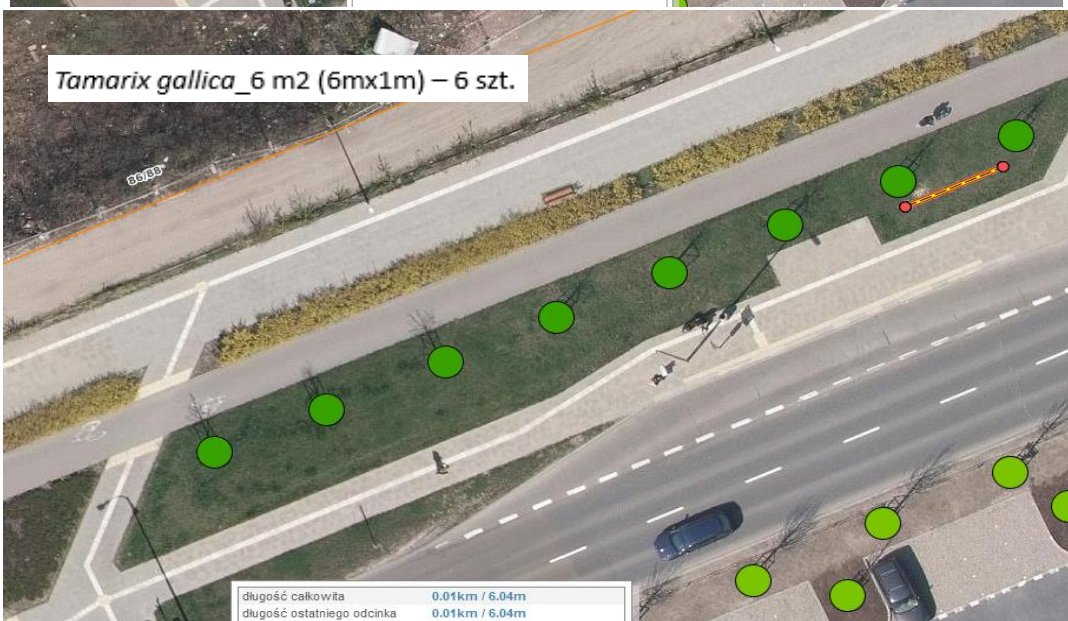 Tamarix gallica_6 m2 (6mx1m) – 6 szt.
86/88
długość całkowita 0.01km / 6.04m
długość ostatniego odcinka 0.01km / 6.04m